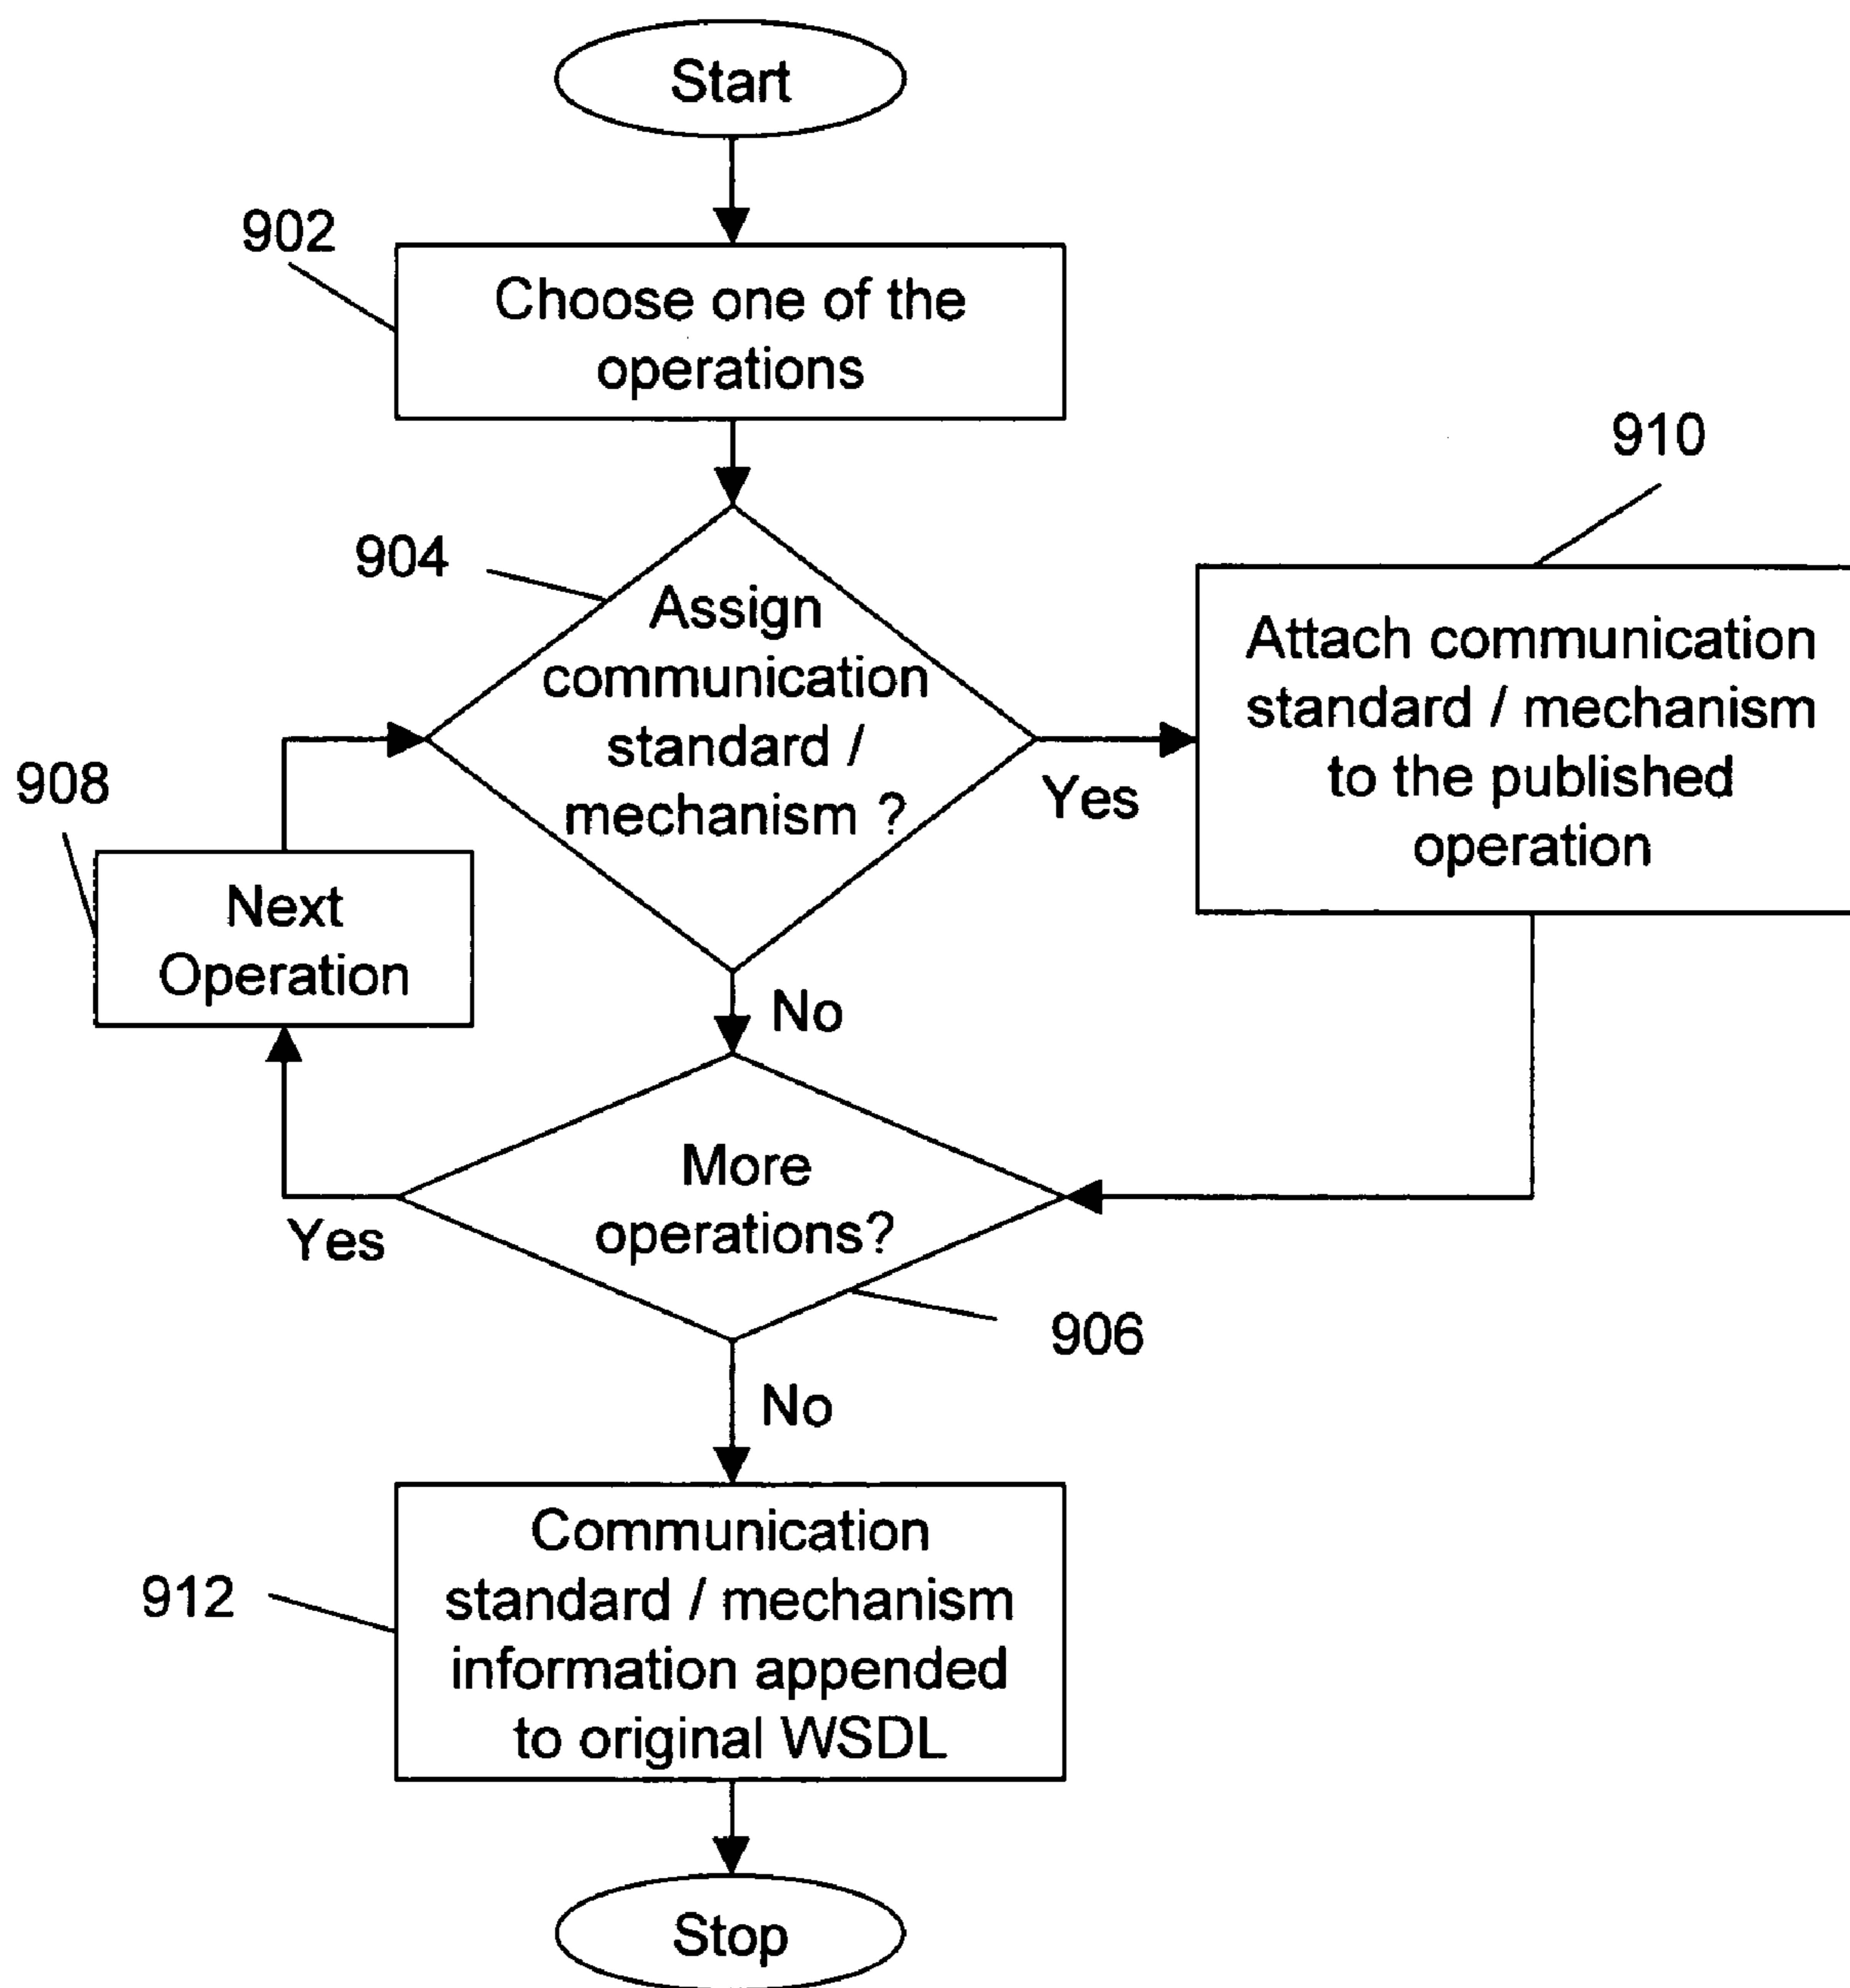 Start
902
Choose one of the
operations
910
904
Assign
communication
standard /
mechanism ?
Attach communication
standard / mechanism
to the published
operation
Yes
908
Next
Operation
No
More
operations?
Yes
906
No
912
Communication
standard / mechanism
information appended
to original WSDL
Stop